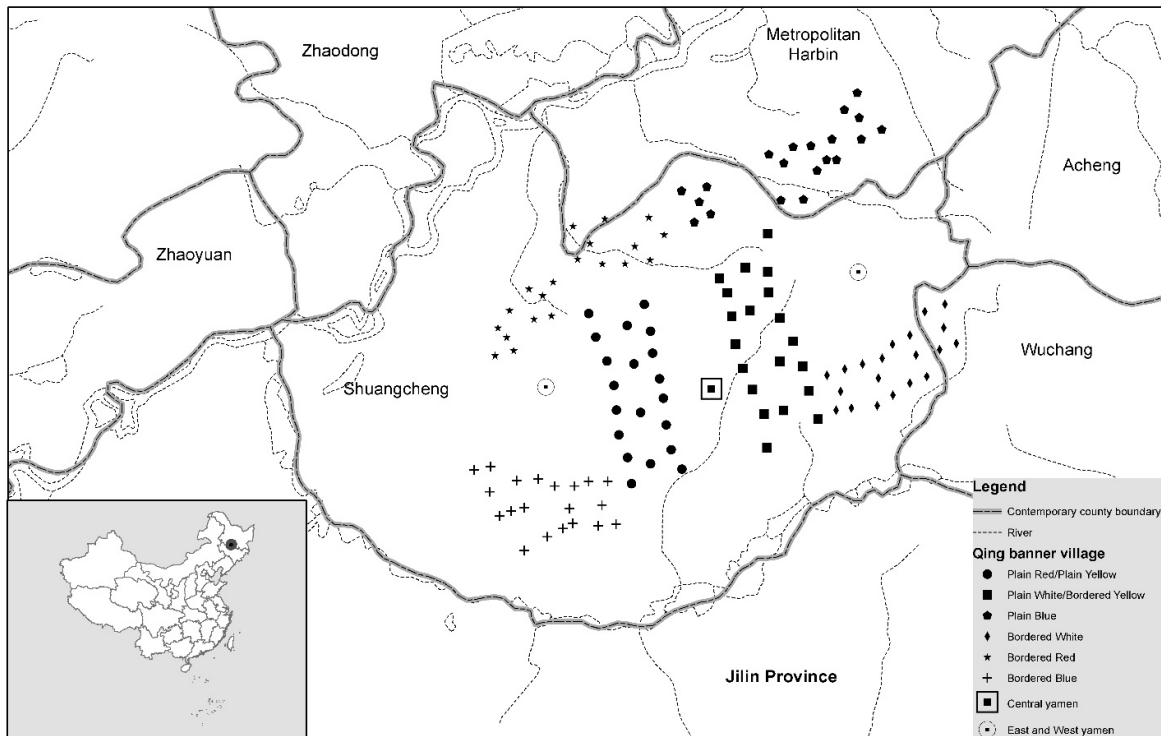 Zhaodong
Metropolitan
Harbin
Acheng
Zhaoyuan
Wuchang
Shuangcheng
Jilin Province
Legend
Contemporary county boundary
River
Qing banner village
Plain Red/Plain Yellow
Plain White/Bordered Yellow
Plain Blue
Bordered White
Bordered Red
Bordered Blue
Central yamen
East and West yamen